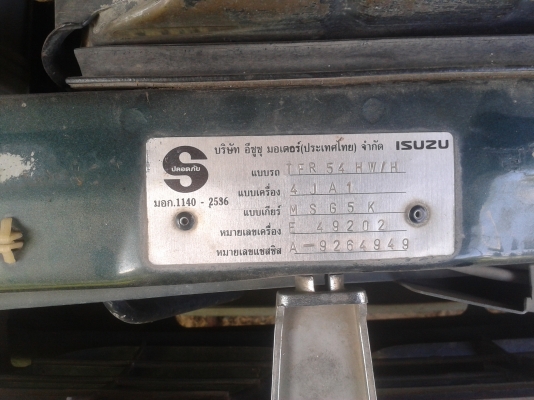 บริษัท อีซูซุ มอเตอร์(ประเทศไทย) จำกัด ISUZU
S
ปลอดภัย
มอก.1140 - 2536
แบบรถ TFR 54 HW/H
แบบเครื่อง 4JA1
แบบเกียร์ MSG5K
หมายเลขเครื่อง E 49202
หมายเลขแชสซิส A-9264949